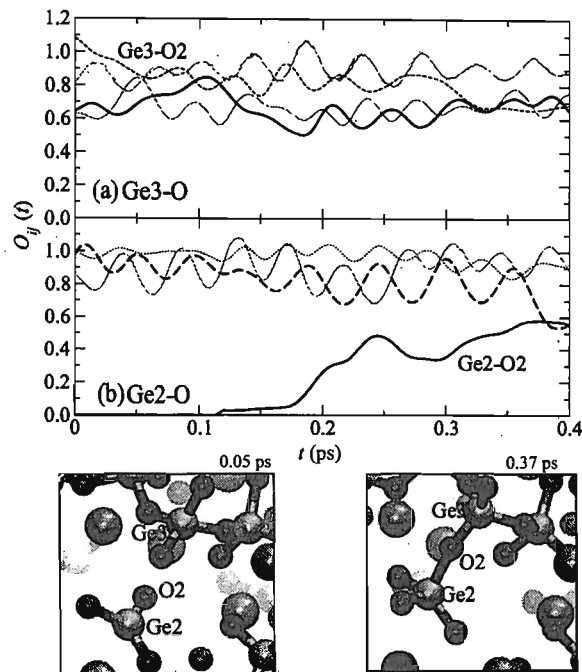 1.2
Ge3-O2
1.0
0.8
0.6
0.4
0.2
(a) Ge3-O
0.0
O_ij (t)
1.0
0.8
0.6
0.4
Ge2-O2
0.2
(b) Ge2-O
0.0
0 0.1 0.2 0.3 0.4
t (ps)
0.05 ps 0.37 ps
Ge3
O2
Ge2
Ge3
O2
Ge2